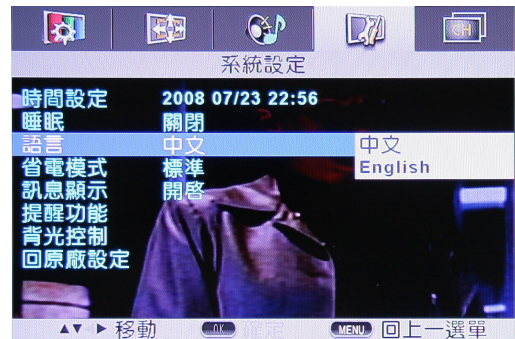 CH
系統設定
時間設定 2008 07/23 22:56
睡眠 關閉
語言 中文 中文
English
省電模式 標準
訊息顯示 開啓
提醒功能
背光控制
回原廠設定
▲▼ ▶ 移動 OK 確定 MENU 回上一選單